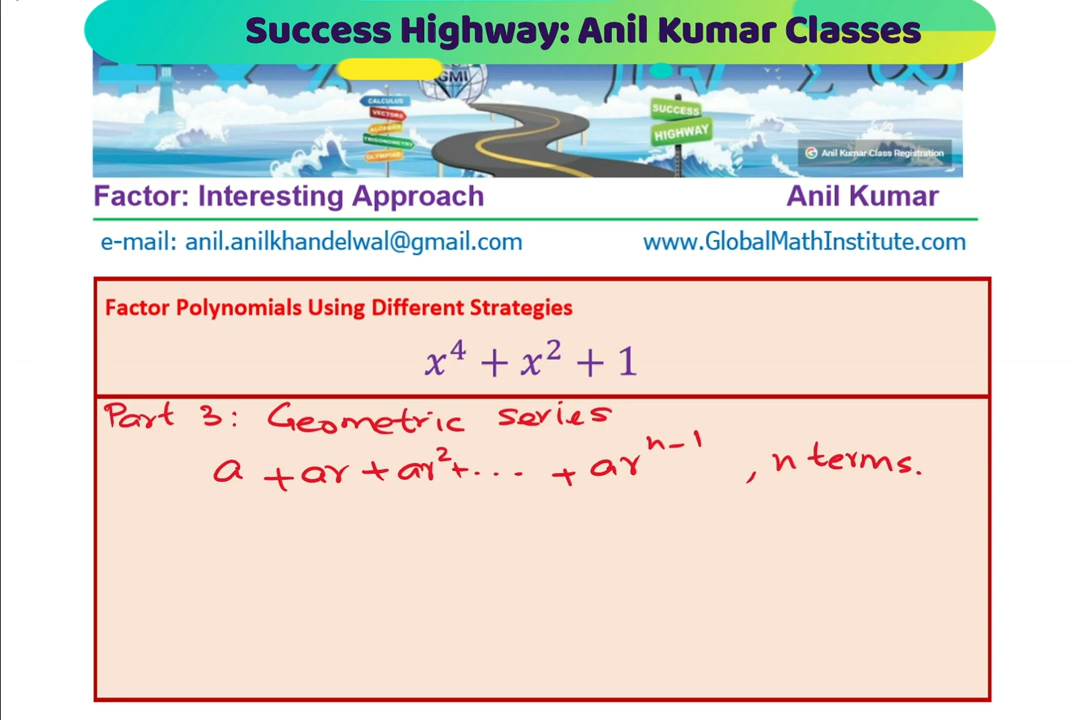 Success Highway: Anil Kumar Classes
GMI
CALCULUS
VECTORS
ALGEBRA
TRIGONOMETRY
OLYMPIAD
SUCCESS
HIGHWAY
Anil Kumar Class Registration
Factor: Interesting Approach Anil Kumar
e-mail: anil.anilkhandelwal@gmail.com www.GlobalMathInstitute.com
Factor Polynomials Using Different Strategies
x⁴ + x² + 1
Part 3: Geometric series
a + ar + ar² + ... + arⁿ⁻¹ , n terms.